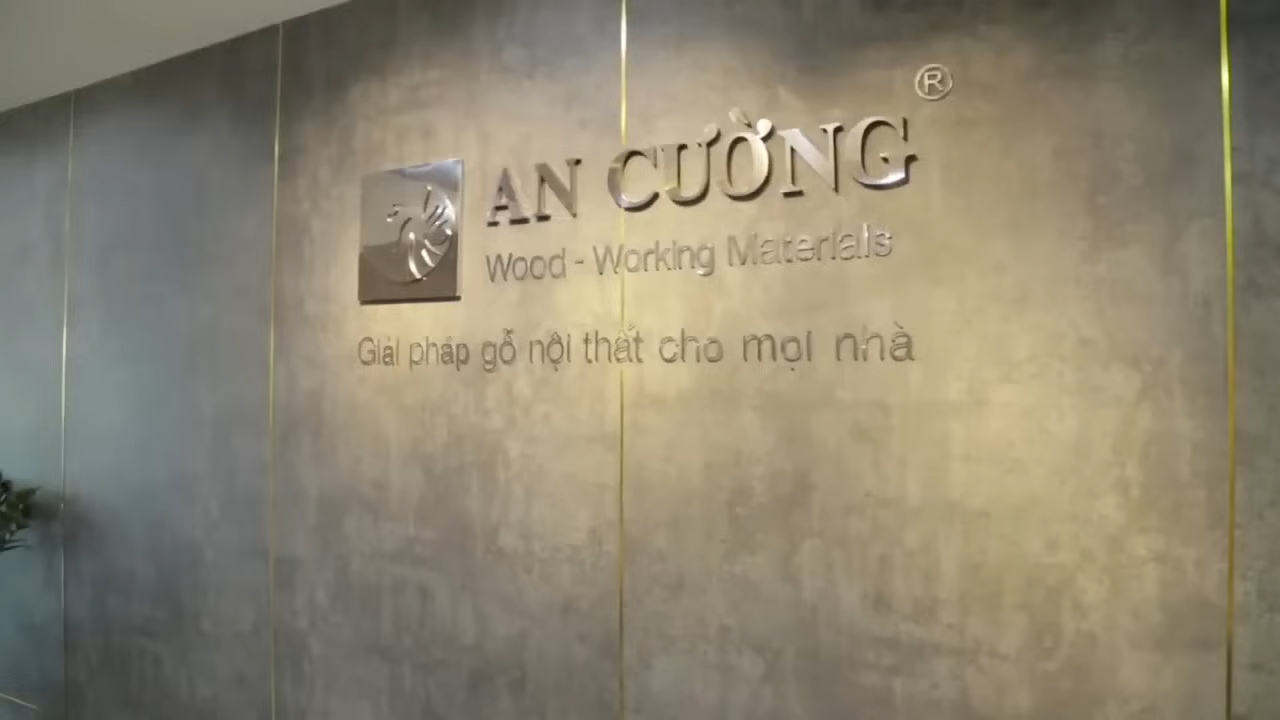 AN CƯỜNG ®
Wood - Working Materials
Giải pháp gỗ nội thất cho mọi nhà